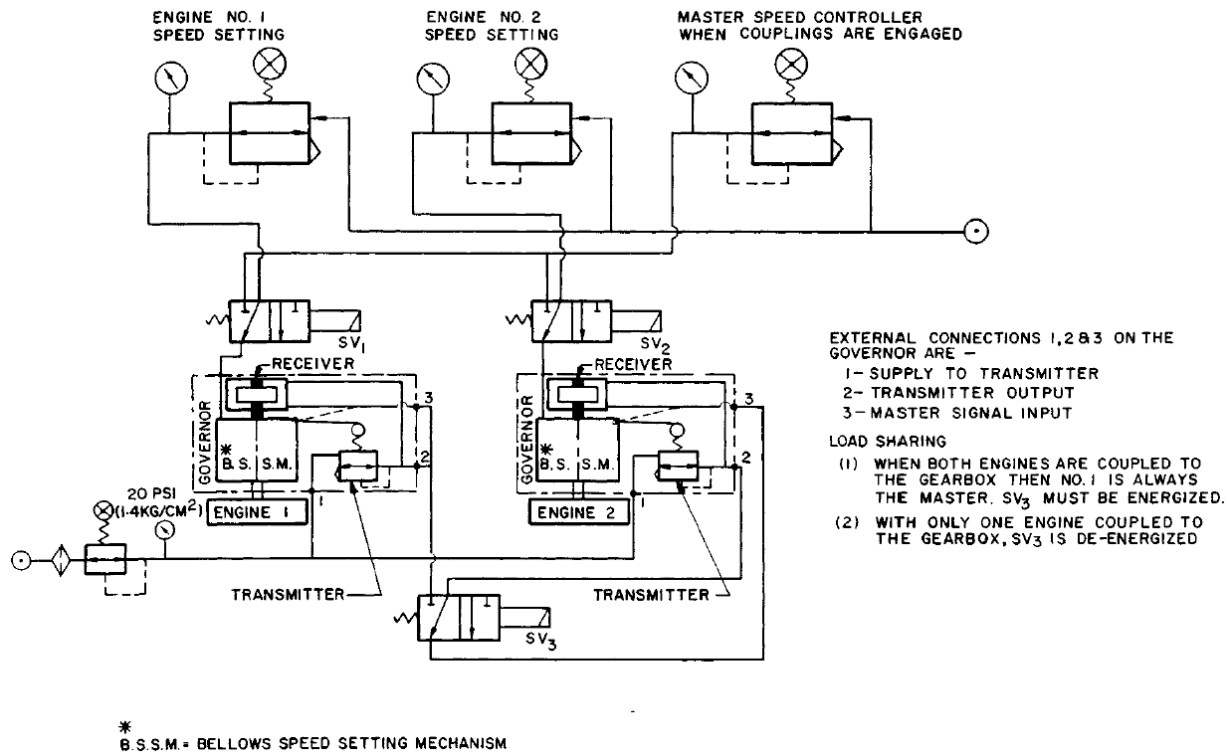 ENGINE NO. 1
SPEED SETTING
ENGINE NO. 2
SPEED SETTING
MASTER SPEED CONTROLLER
WHEN COUPLINGS ARE ENGAGED
SV1
SV2
RECEIVER
RECEIVER
GOVERNOR
*
B.S. S.M.
3
2
1
ENGINE 1
GOVERNOR
*
B.S. S.M.
3
2
1
ENGINE 2
20 PSI
(1.4KG/CM2)
TRANSMITTER
TRANSMITTER
SV3
EXTERNAL CONNECTIONS 1,2&3 ON THE
GOVERNOR ARE –
1- SUPPLY TO TRANSMITTER
2- TRANSMITTER OUTPUT
3- MASTER SIGNAL INPUT
LOAD SHARING
(1) WHEN BOTH ENGINES ARE COUPLED TO
THE GEARBOX THEN NO.1 IS ALWAYS
THE MASTER. SV3 MUST BE ENERGIZED.
(2) WITH ONLY ONE ENGINE COUPLED TO
THE GEARBOX, SV3 IS DE-ENERGIZED
*
B.S.S.M.= BELLOWS SPEED SETTING MECHANISM